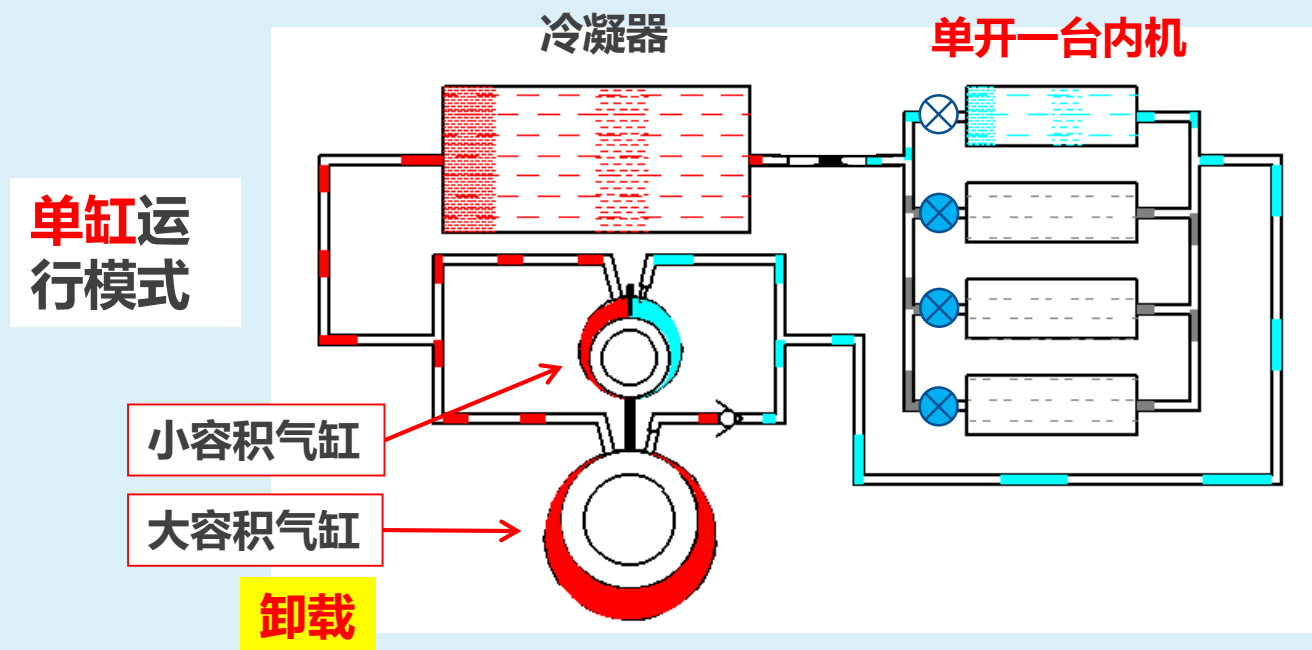 冷凝器
单开一台内机
单缸运
行模式
小容积气缸
大容积气缸
卸载